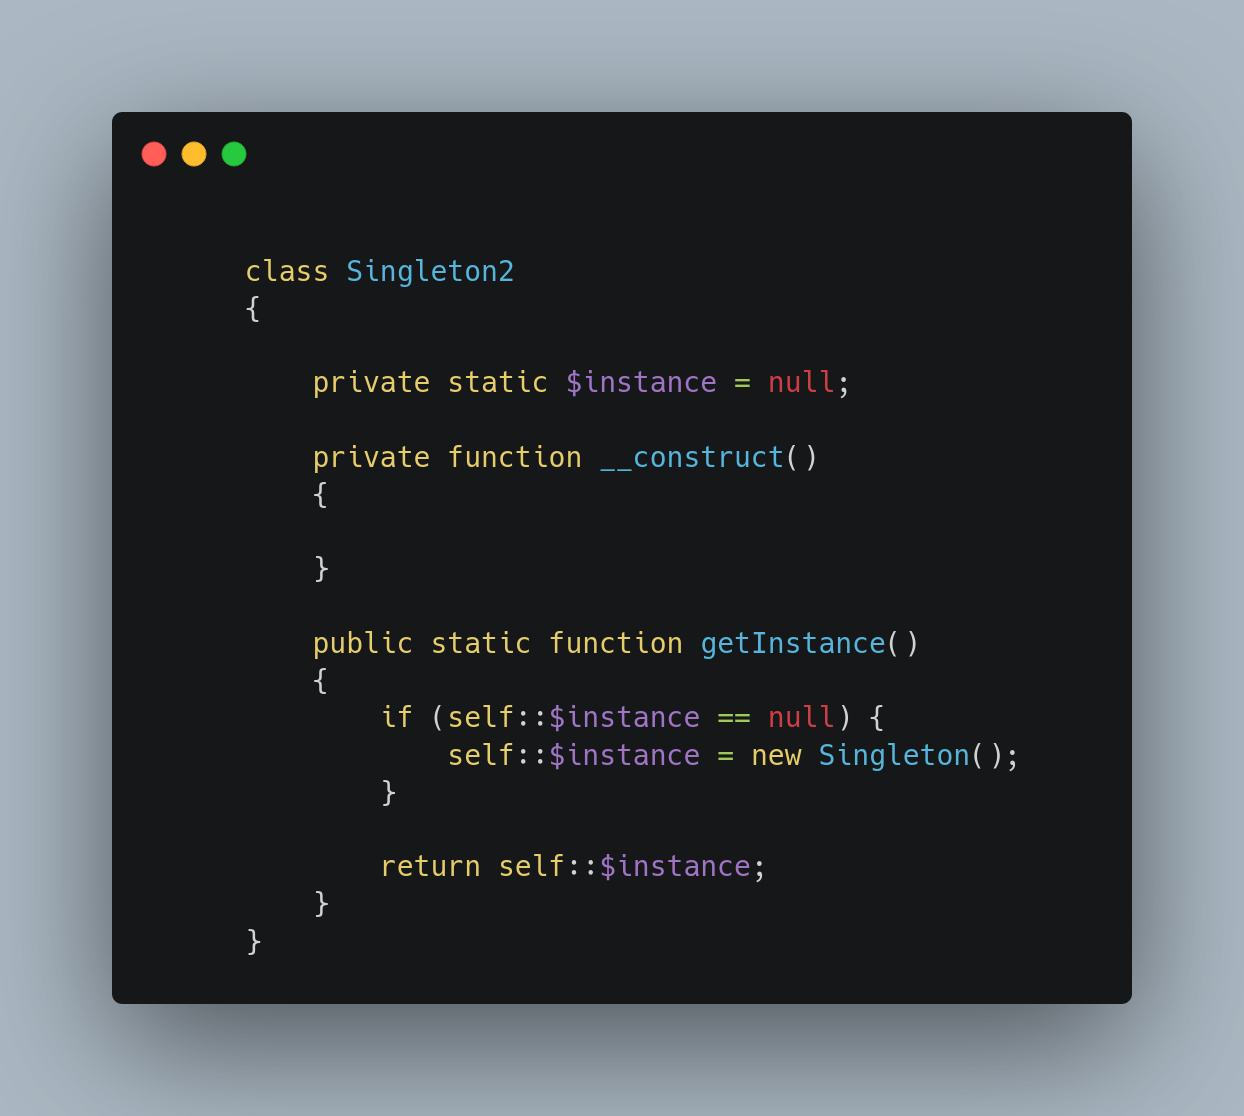 class Singleton2
{
private static $instance = null;
private function __construct()
{
}
public static function getInstance()
{
if (self::$instance == null) {
self::$instance = new Singleton();
}
return self::$instance;
}
}